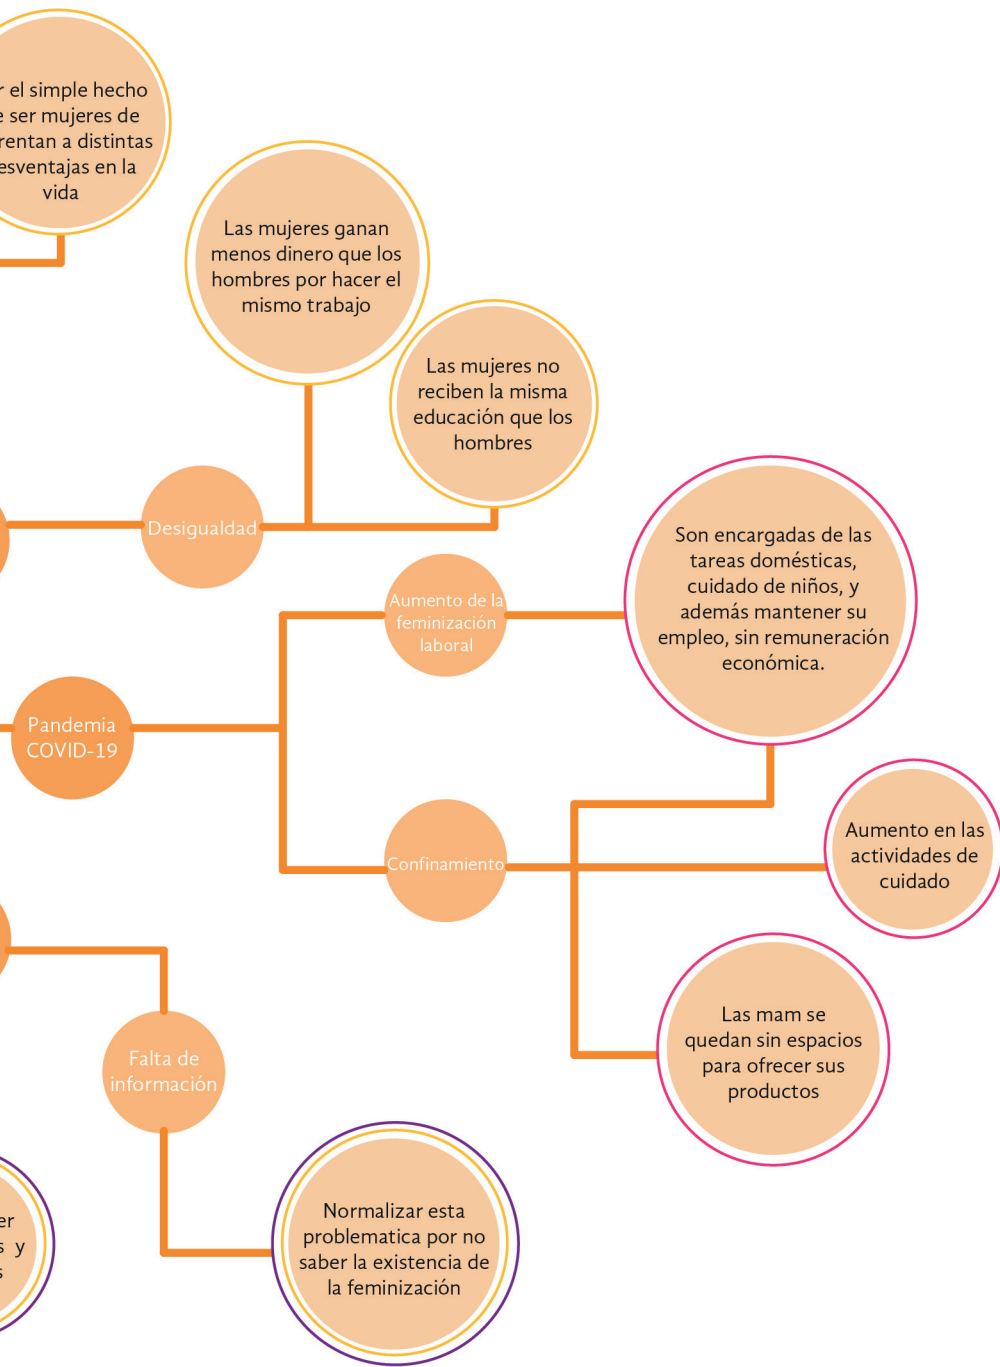 el simple hecho
ser mujeres de
a distintas
en la
vida
Las mujeres ganan
menos dinero que los
hombres por hacer el
mismo trabajo
Las mujeres no
reciben la misma
educación que los
hombres
Desigualdad
Aumento de la
feminización
laboral
Son encargadas de las
tareas domésticas,
cuidado de niños, y
además mantener su
empleo, sin remuneración
económica.
Pandemia
COVID-19
Confinamiento
Aumento en las
actividades de
cuidado
Las mam se
quedan sin espacios
para ofrecer sus
productos
Falta de
información
Normalizar esta
problematica por no
saber la existencia de
la feminización
y